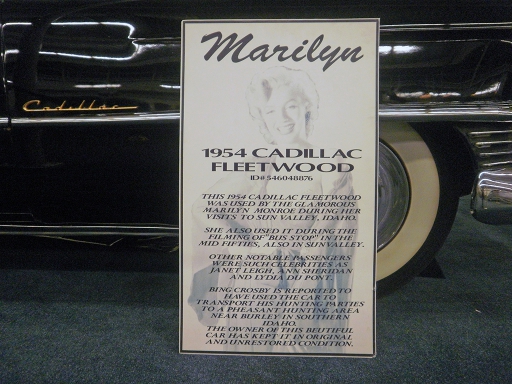 Marilyn
Cadillac
1954 CADILLAC
FLEETWOOD
ID#546048876
THIS 1954 CADILLAC FLEETWOOD
WAS USED BY THE GLAMOROUS
MARILYN MONROE DURING HER
VISITS TO SUN VALLEY, IDAHO.
SHE ALSO USED IT DURING THE
FILMING OF "BUS STOP" IN THE
MID FIFTIES, ALSO IN SUNVALLEY.
OTHER NOTABLE PASSENGERS
WERE SUCH CELEBRITIES AS
JANET LEIGH, ANN SHERIDAN
AND LYDIA DU PONT.
BING CROSBY IS REPORTED TO
HAVE USED THE CAR TO
TRANSPORT HIS HUNTING PARTIES
TO A PHEASANT HUNTING AREA
NEAR BURLEY IN SOUTHERN
IDAHO.
THE OWNER OF THIS BEUTIFUL
CAR HAS KEPT IT IN ORIGINAL
AND UNRESTORED CONDITION.